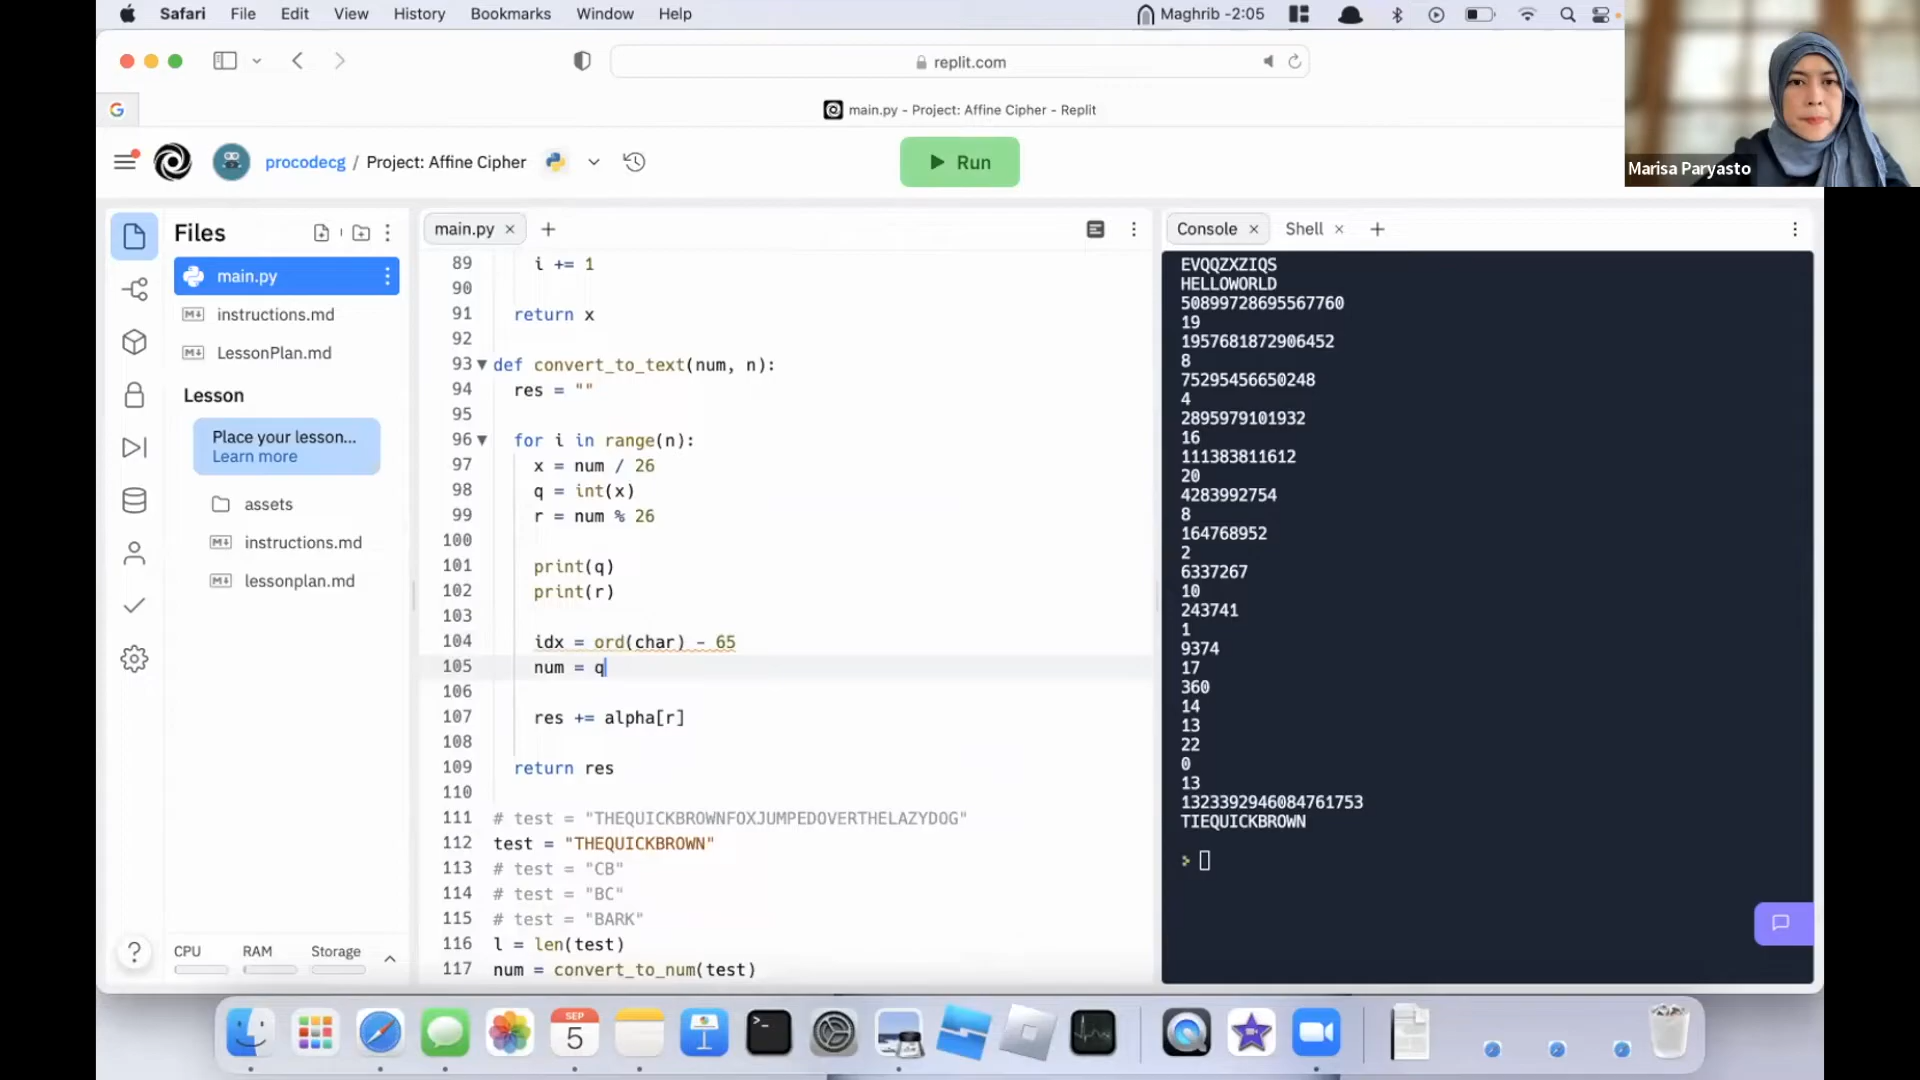 Safari File Edit View History Bookmarks Window Help
Maghrib -2:05
replit.com
main.py - Project: Affine Cipher - Replit
procodecg / Project: Affine Cipher
Run
Marisa Paryasto
Files
main.py
instructions.md
LessonPlan.md
Lesson
Place your lesson...
Learn more
assets
instructions.md
lessonplan.md
CPU RAM Storage
main.py
89 i += 1
90
91 return x
92
93 def convert_to_text(num, n):
94 res = ""
95
96 for i in range(n):
97 x = num / 26
98 q = int(x)
99 r = num % 26
100
101 print(q)
102 print(r)
103
104 idx = ord(char) - 65
105 num = q
106
107 res += alpha[r]
108
109 return res
110
111 # test = "THEQUICKBROWNFOXJUMPEDOVERTHELAZYDOG"
112 test = "THEQUICKBROWN"
113 # test = "CB"
114 # test = "BC"
115 # test = "BARK"
116 l = len(test)
117 num = convert_to_num(test)
Console Shell
EVQQZXZIQS
HELLOWORLD
50899728695567760
19
1957681872906452
8
75295456650248
4
2895979101932
16
111383811612
20
4283992754
8
164768952
2
6337267
10
243741
1
9374
17
360
14
13
22
0
13
1323392946084761753
TIEQUICKBROWN
>
SEP
5